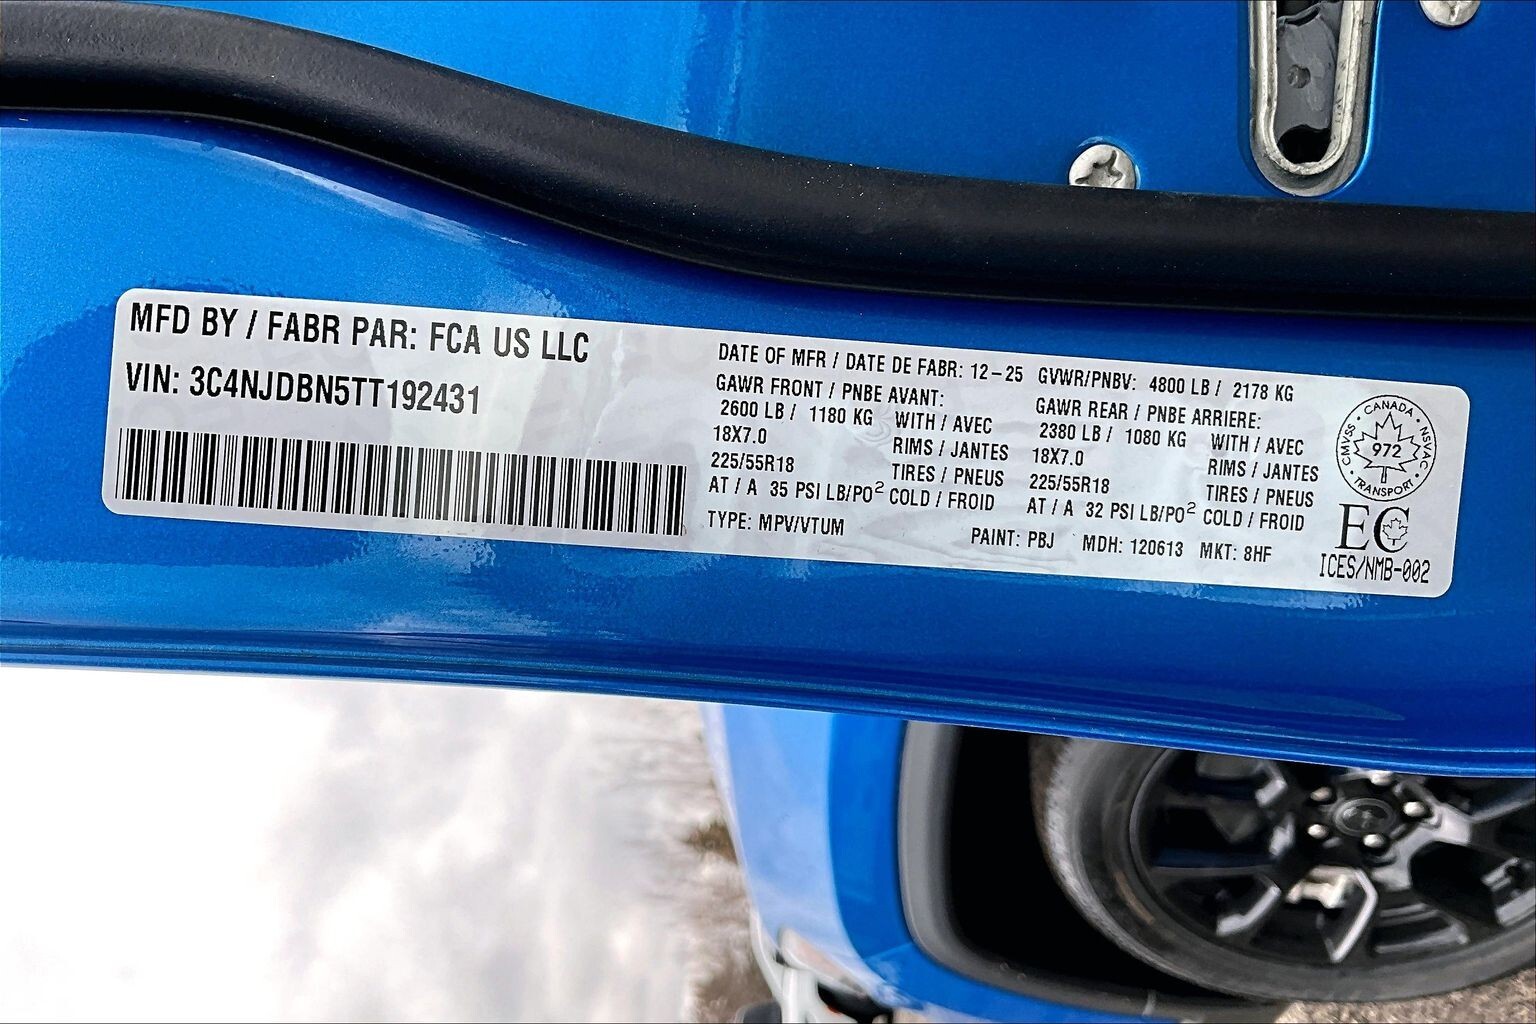 MFD BY / FABR PAR: FCA US LLC
VIN: 3C4NJDBN5TT192431
DATE OF MFR / DATE DE FABR: 12-25 GVWR/PNBV: 4800 LB / 2178 KG
GAWR FRONT / PNBE AVANT:
2600 LB / 1180 KG WITH / AVEC
18X7.0 RIMS / JANTES
225/55R18 TIRES / PNEUS
AT / A 35 PSI LB/PO² COLD / FROID
GAWR REAR / PNBE ARRIERE:
2380 LB / 1080 KG WITH / AVEC
18X7.0 RIMS / JANTES
225/55R18 TIRES / PNEUS
AT / A 32 PSI LB/PO² COLD / FROID
TYPE: MPV/VTUM PAINT: PBJ MDH: 120613 MKT: 8HF
CANADA · NSVAC · TRANSPORT · CMVSS ·
972
EC
ICES/NMB-002